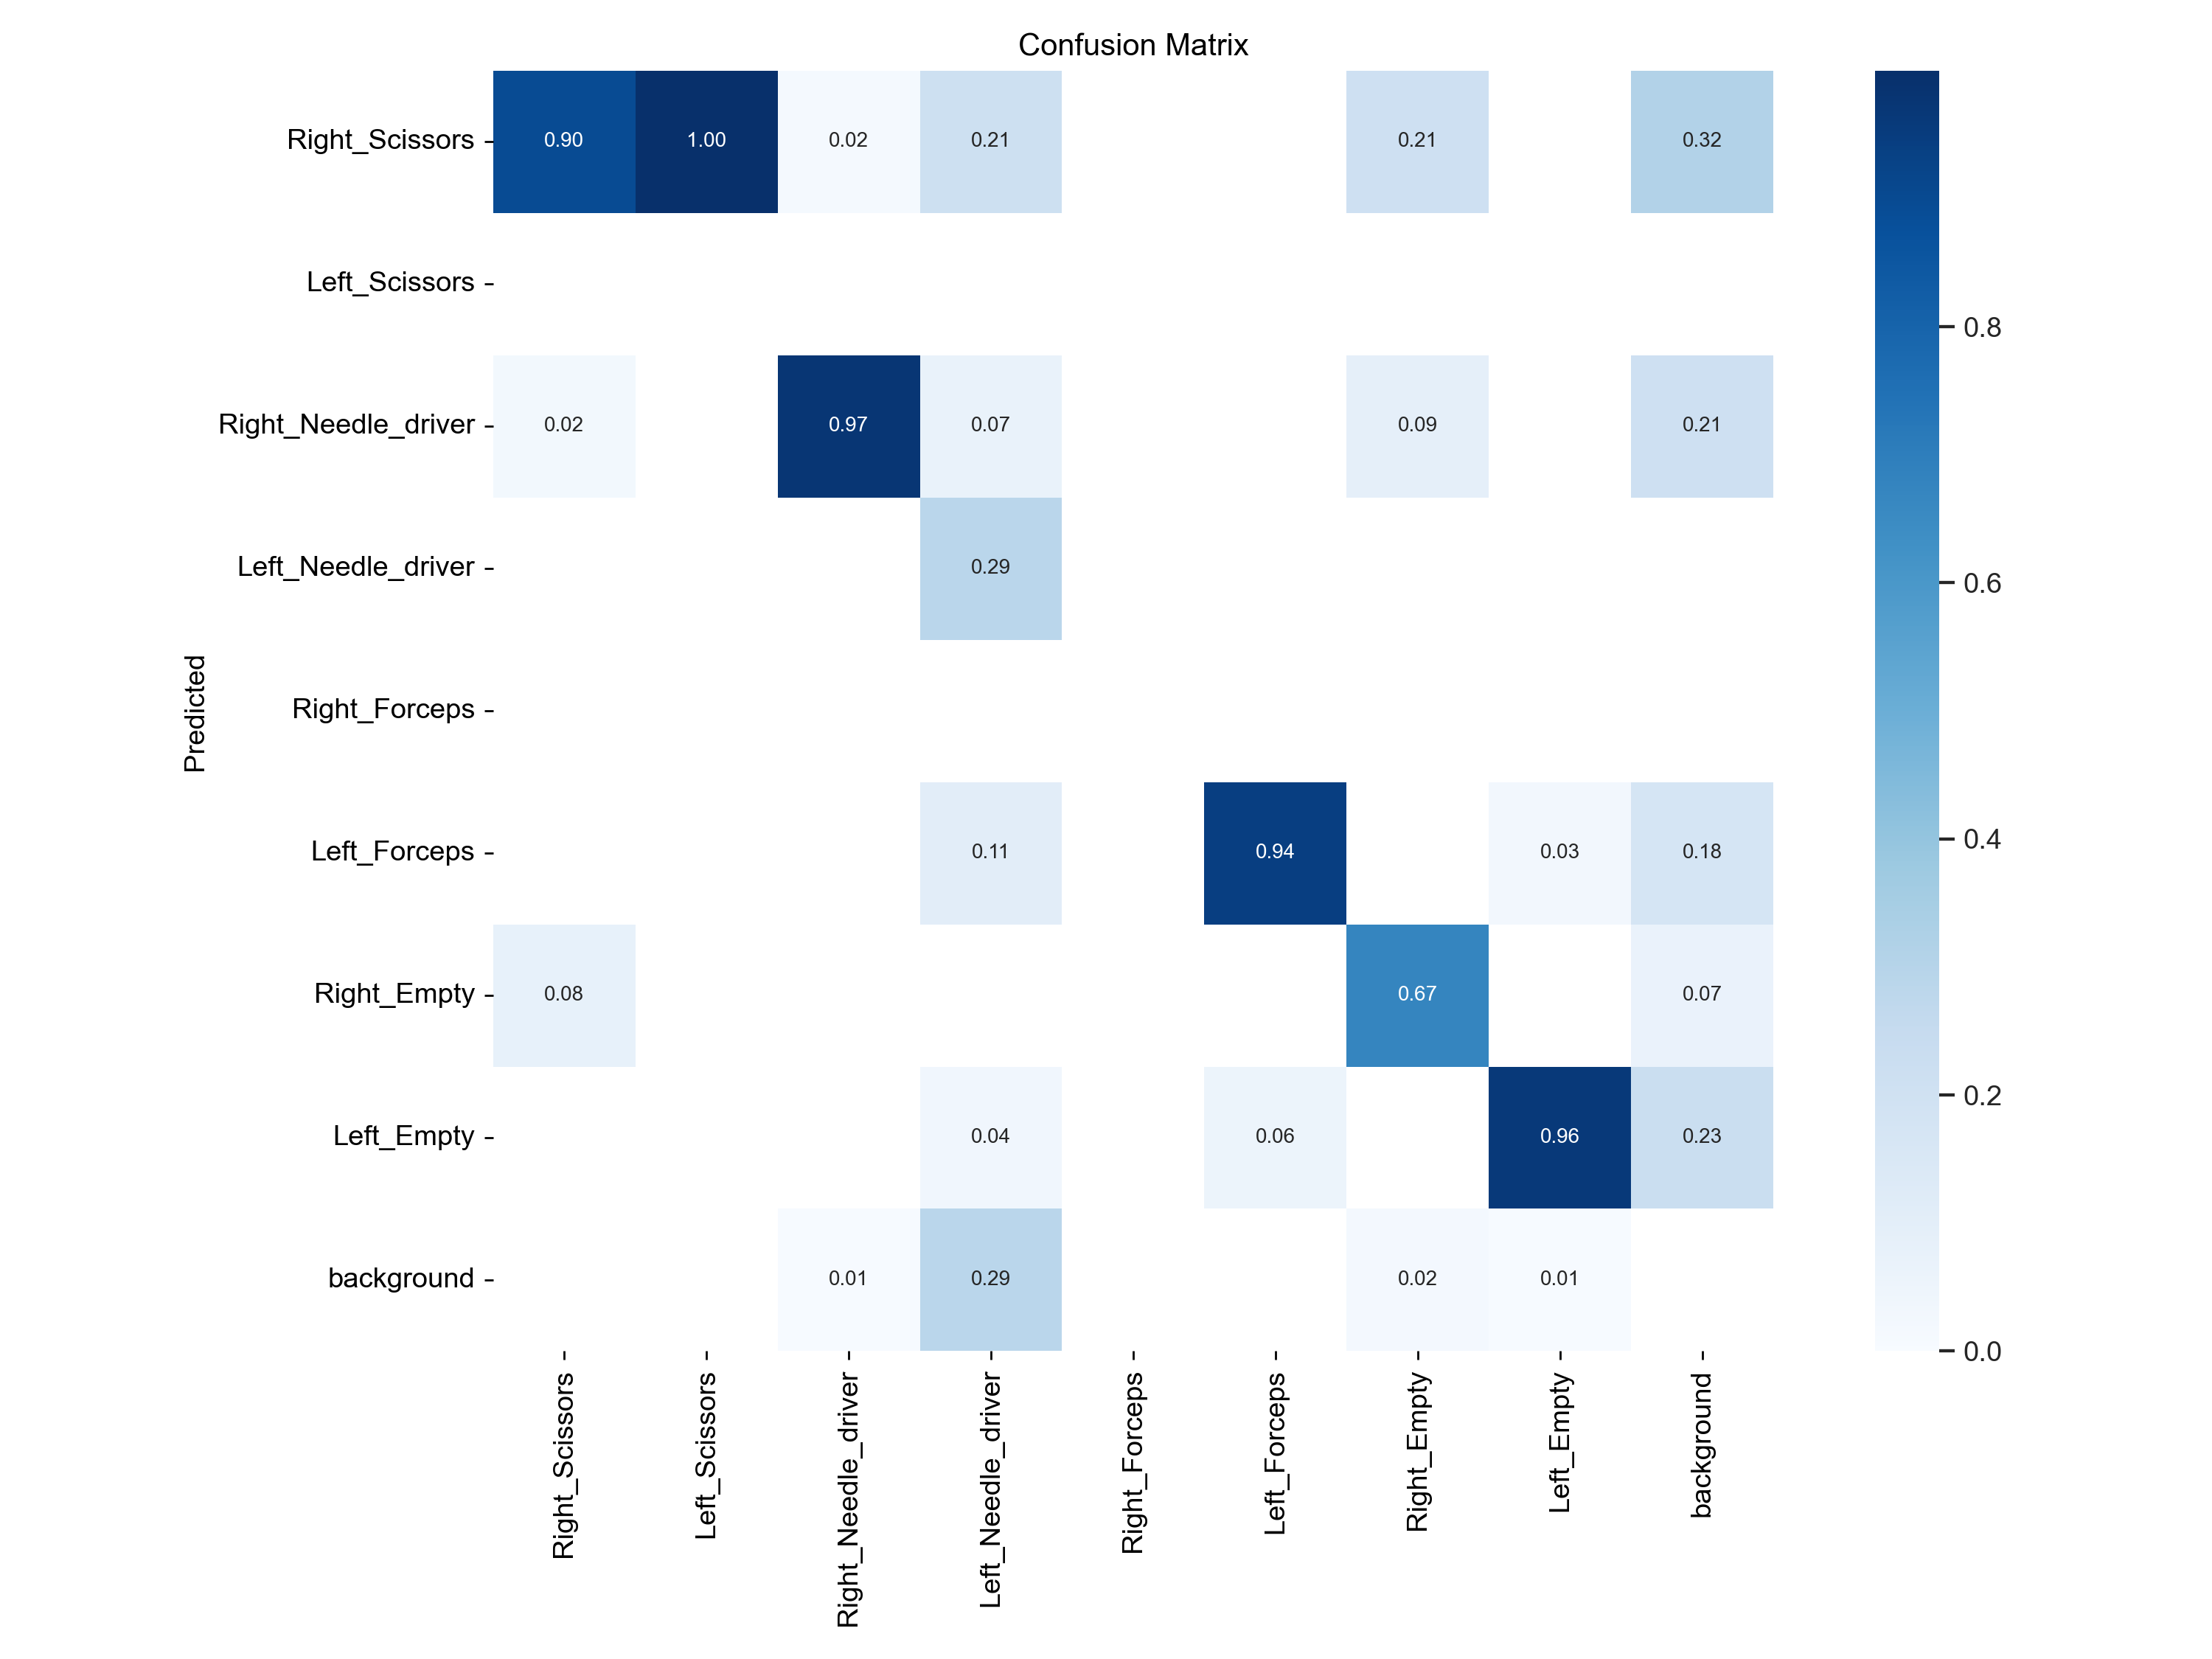 Confusion Matrix
Right_Scissors 0.90 1.00 0.02 0.21 0.21 0.32
Left_Scissors
0.8
Right_Needle_driver 0.02 0.97 0.07 0.09 0.21
Left_Needle_driver 0.29 0.6
Predicted
Right_Forceps
Left_Forceps 0.11 0.94 0.03 0.18 0.4
Right_Empty 0.08 0.67 0.07
0.2
Left_Empty 0.04 0.06 0.96 0.23
background 0.01 0.29 0.02 0.01
0.0
Right_Scissors
Left_Scissors
Right_Needle_driver
Left_Needle_driver
Right_Forceps
Left_Forceps
Right_Empty
Left_Empty
background